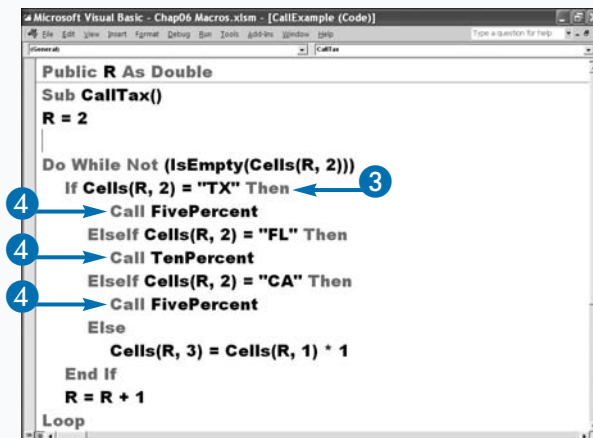 Microsoft Visual Basic - Chap06 Macros.xlsm - [CallExample (Code)]
File Edit View Insert Format Debug Run Tools Add-Ins Window Help Type a question for help
(General) CallTax
Public R As Double
Sub CallTax()
R = 2
Do While Not (IsEmpty(Cells(R, 2)))
If Cells(R, 2) = "TX" Then 3
4 Call FivePercent
ElseIf Cells(R, 2) = "FL" Then
4 Call TenPercent
ElseIf Cells(R, 2) = "CA" Then
4 Call FivePercent
Else
Cells(R, 3) = Cells(R, 1) * 1
End If
R = R + 1
Loop